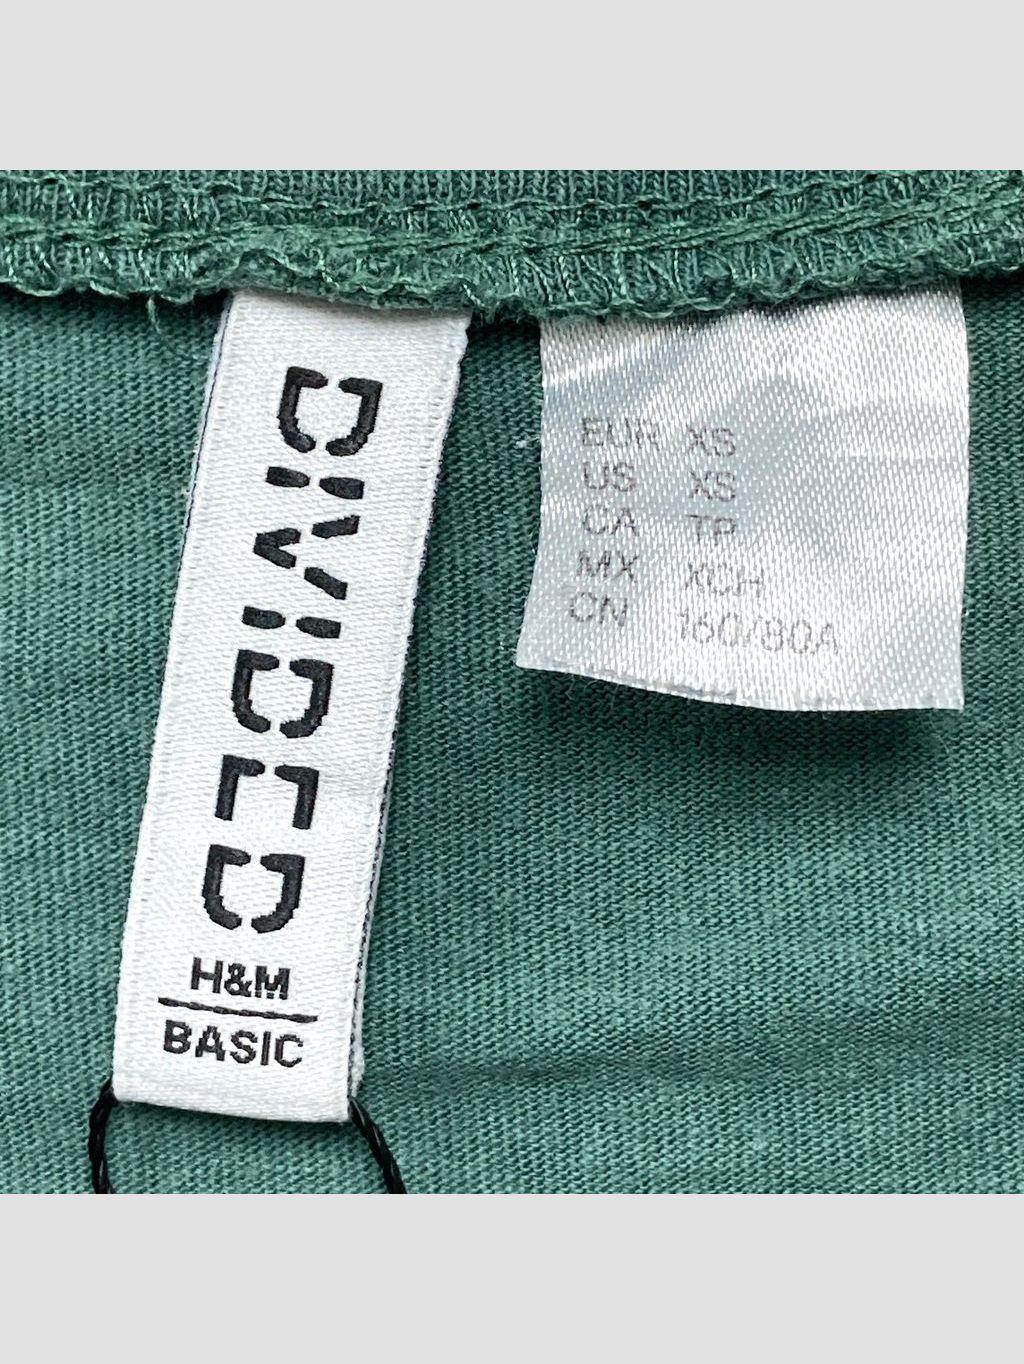 DIVIDED
H&M
BASIC
EUR XS
US XS
CA TP
MX XCH
CN 160/80A